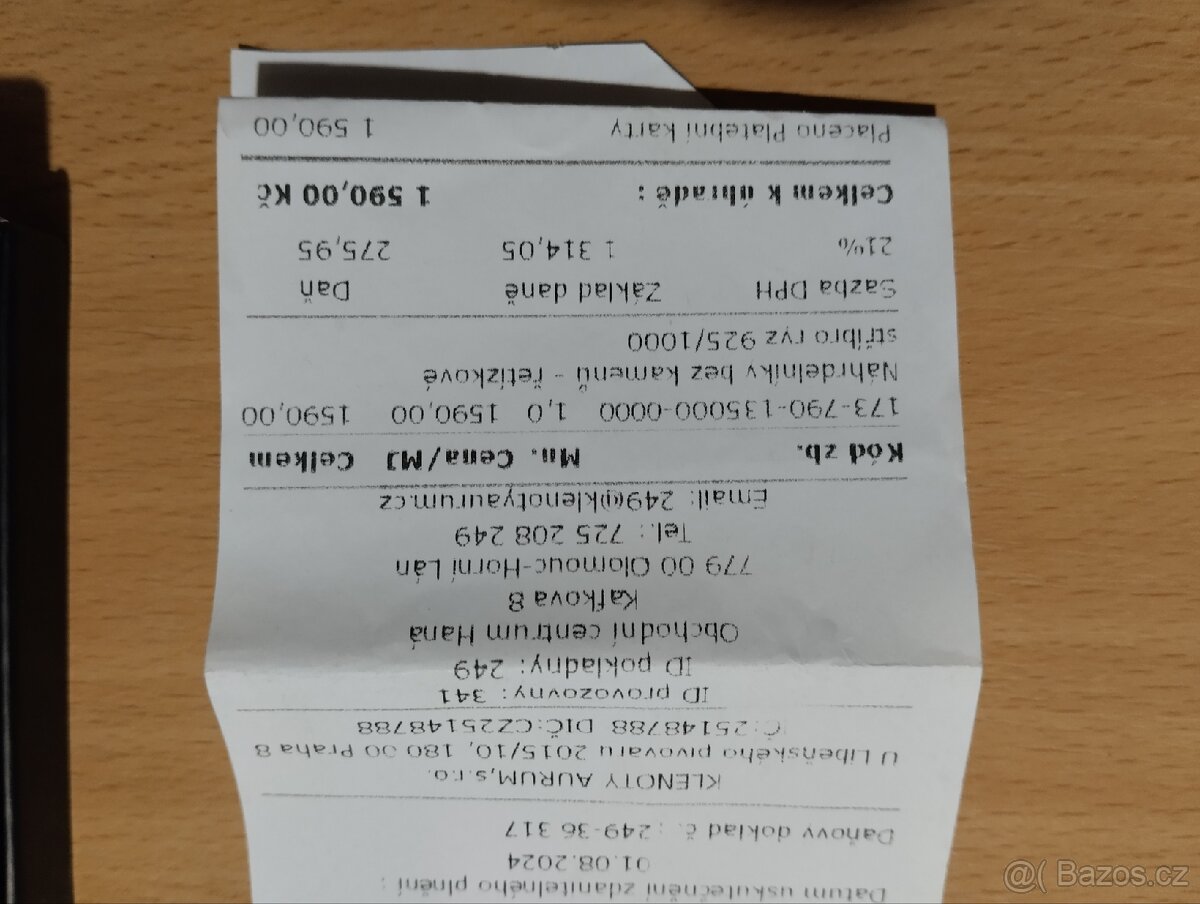 Datum uskutečnění zdanitelného plnění :
01.08.2024
Daňový doklad č. : 249-36 317
KLENOTY AURUM,s.r.o.
U Libeňského pivovaru 2015/10, 180 00 Praha 8
IČ:25148788 DIČ:CZ25148788
ID provozovny: 341
ID pokladny: 249
Obchodní centrum Haná
Kafkova 8
779 00 Olomouc-Horní Lán
Tel.: 725 208 249
Email: 249@klenotyaurum.cz
Kód zb. Mn. Cena/MJ Celkem
173-790-135000-0000 1,0 1590,00 1590,00
Náhrdelníky bez kamenů - řetízkové
stříbro ryz 925/1000
Sazba DPH Základ daně Daň
21% 1 314,05 275,95
Celkem k úhradě : 1 590,00 Kč
Placeno Platební karty 1 590,00
@( Bazos.cz